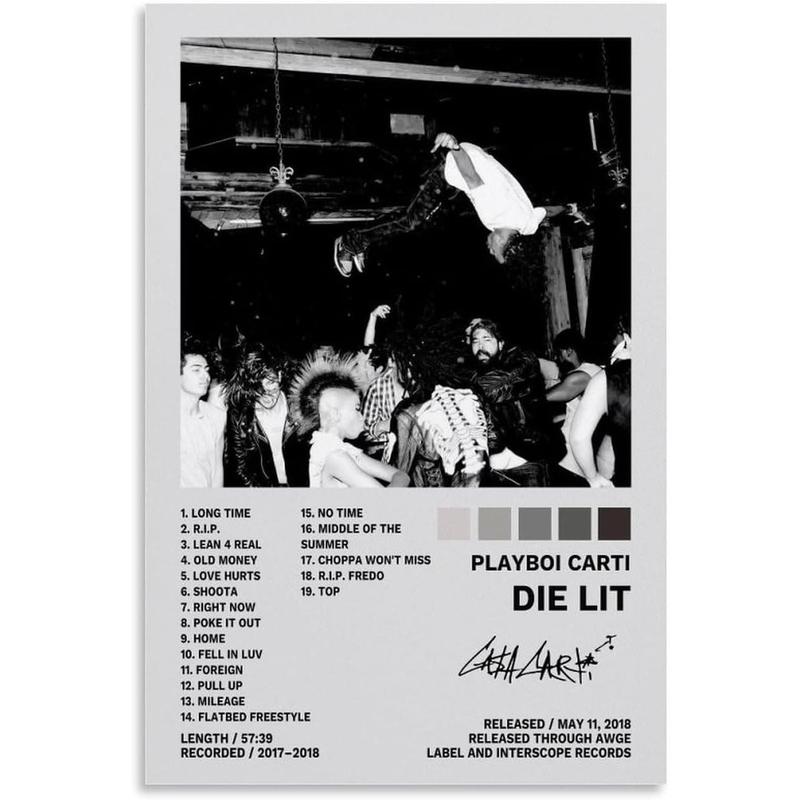 1. LONG TIME
2. R.I.P.
3. LEAN 4 REAL
4. OLD MONEY
5. LOVE HURTS
6. SHOOTA
7. RIGHT NOW
8. POKE IT OUT
9. HOME
10. FELL IN LUV
11. FOREIGN
12. PULL UP
13. MILEAGE
14. FLATBED FREESTYLE
15. NO TIME
16. MIDDLE OF THE
SUMMER
17. CHOPPA WON'T MISS
18. R.I.P. FREDO
19. TOP
LENGTH / 57:39
RECORDED / 2017–2018
PLAYBOI CARTI
DIE LIT
CA$H CARTI
RELEASED / MAY 11, 2018
RELEASED THROUGH AWGE
LABEL AND INTERSCOPE RECORDS